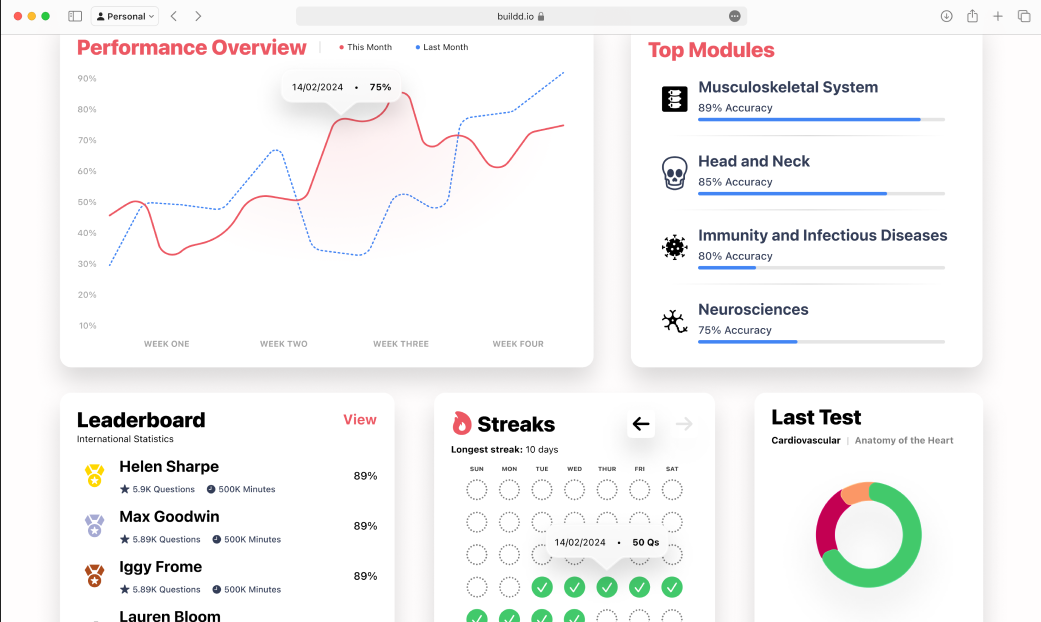 Personal
buildd.io
Performance Overview
This Month
Last Month
90%
80%
70%
60%
50%
40%
30%
20%
10%
14/02/2024 • 75%
WEEK ONE
WEEK TWO
WEEK THREE
WEEK FOUR
Top Modules
Musculoskeletal System
89% Accuracy
Head and Neck
85% Accuracy
Immunity and Infectious Diseases
80% Accuracy
Neurosciences
75% Accuracy
Leaderboard
View
International Statistics
Helen Sharpe
5.9K Questions
500K Minutes
89%
Max Goodwin
5.89K Questions
500K Minutes
89%
Iggy Frome
5.89K Questions
500K Minutes
89%
Lauren Bloom
Streaks
Longest streak: 10 days
SUN MON TUE WED THUR FRI SAT
14/02/2024 • 50 Qs
Last Test
Cardiovascular | Anatomy of the Heart